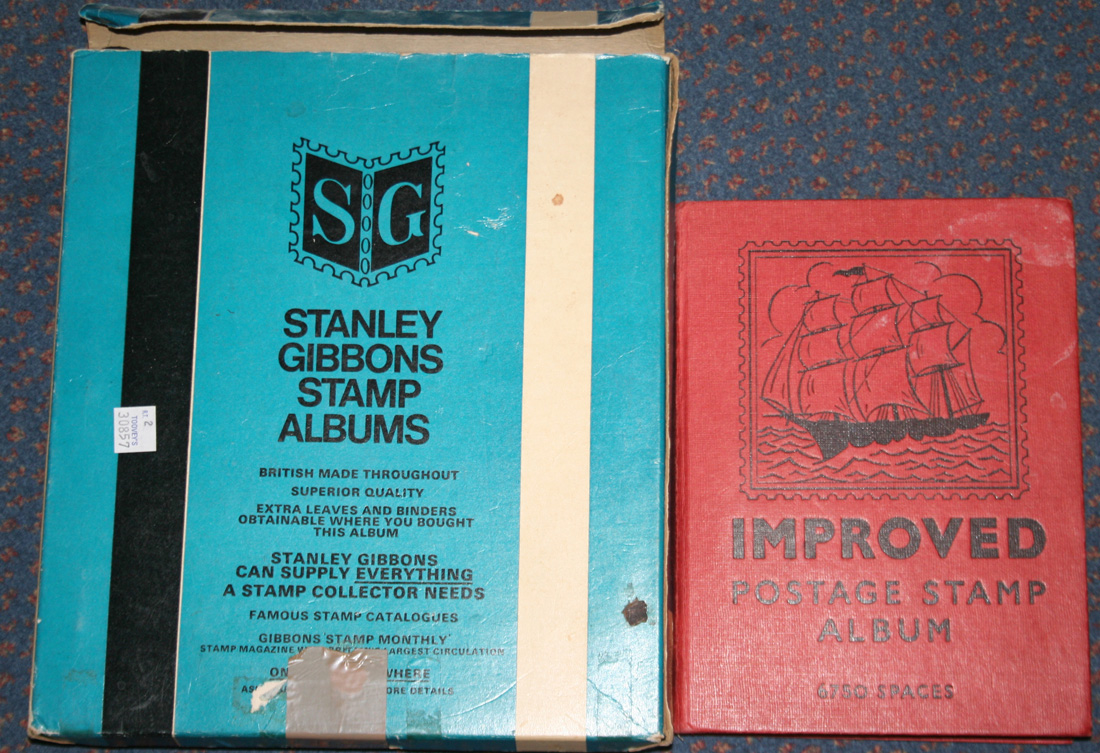 SG
STANLEY
GIBBONS
STAMP
ALBUMS
BRITISH MADE THROUGHOUT
SUPERIOR QUALITY
EXTRA LEAVES AND BINDERS
OBTAINABLE WHERE YOU BOUGHT
THIS ALBUM
STANLEY GIBBONS
CAN SUPPLY EVERYTHING
A STAMP COLLECTOR NEEDS
FAMOUS STAMP CATALOGUES
GIBBONS 'STAMP MONTHLY'
STAMP MAGAZINE LARGEST CIRCULATION
DETAILS
TOOVEY'S
30857
IMPROVED
POSTAGE STAMP
ALBUM
6750 SPACES